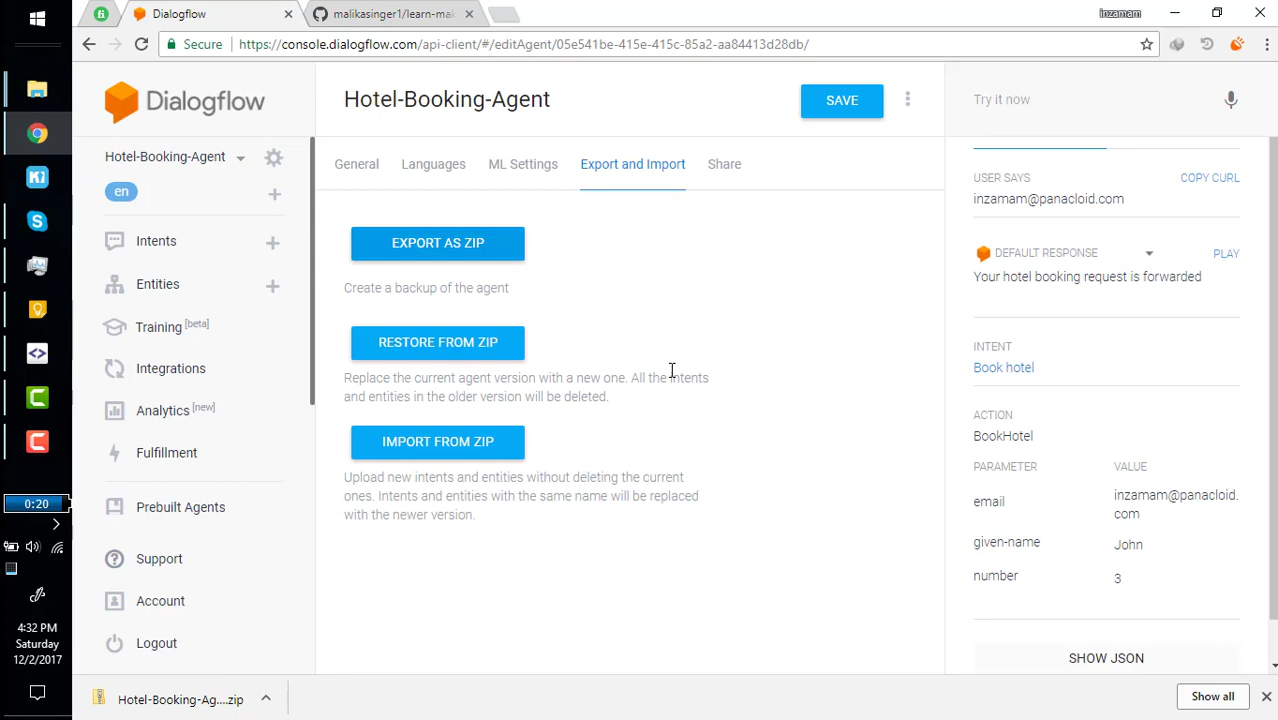 Dialogflow
malikasinger1/learn-mak
Inzamam
Secure
https://console.dialogflow.com/api-client/#/editAgent/05e541be-415e-415c-85a2-aa84413d28db/
Dialogflow
Hotel-Booking-Agent
SAVE
Try it now
Hotel-Booking-Agent
en
Intents
Entities
Training [beta]
Integrations
Analytics [new]
Fulfillment
Prebuilt Agents
Support
Account
Logout
General
Languages
ML Settings
Export and Import
Share
EXPORT AS ZIP
Create a backup of the agent
RESTORE FROM ZIP
Replace the current agent version with a new one. All the intents
and entities in the older version will be deleted.
IMPORT FROM ZIP
Upload new intents and entities without deleting the current
ones. Intents and entities with the same name will be replaced
with the newer version.
USER SAYS
COPY CURL
inzamam@panacloid.com
DEFAULT RESPONSE
PLAY
Your hotel booking request is forwarded
INTENT
Book hotel
ACTION
BookHotel
PARAMETER
VALUE
email
inzamam@panacloid.
com
given-name
John
number
3
SHOW JSON
0:20
4:32 PM
Saturday
12/2/2017
Hotel-Booking-Ag....zip
Show all